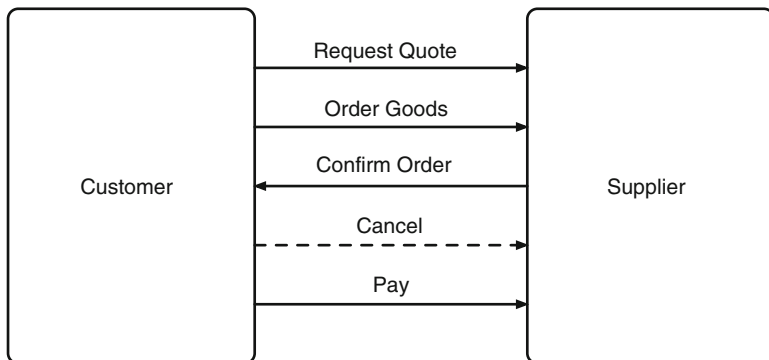 Request Quote
Order Goods
Confirm Order
Customer
Supplier
Cancel
Pay